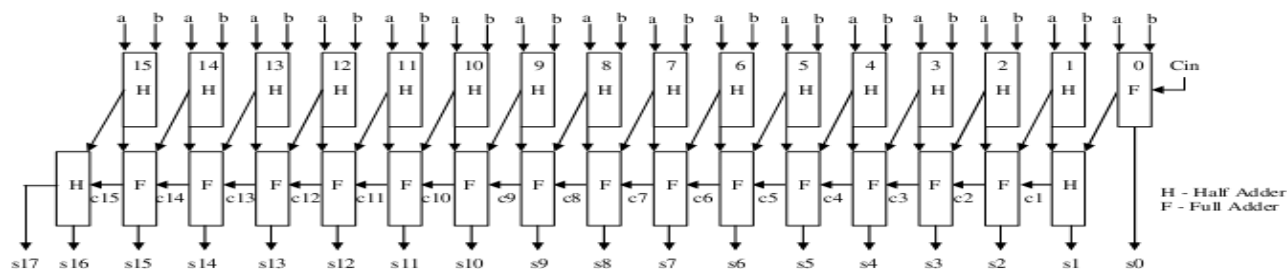 a b a b a b a b a b a b a b a b a b a b a b a b a b a b a b a b
15 14 13 12 11 10 9 8 7 6 5 4 3 2 1 0 Cin
H H H H H H H H H H H H H H H F
H F F F F F F F F F F F F F F H
c15 c14 c13 c12 c11 c10 c9 c8 c7 c6 c5 c4 c3 c2 c1
H - Half Adder
F - Full Adder
s17 s16 s15 s14 s13 s12 s11 s10 s9 s8 s7 s6 s5 s4 s3 s2 s1 s0